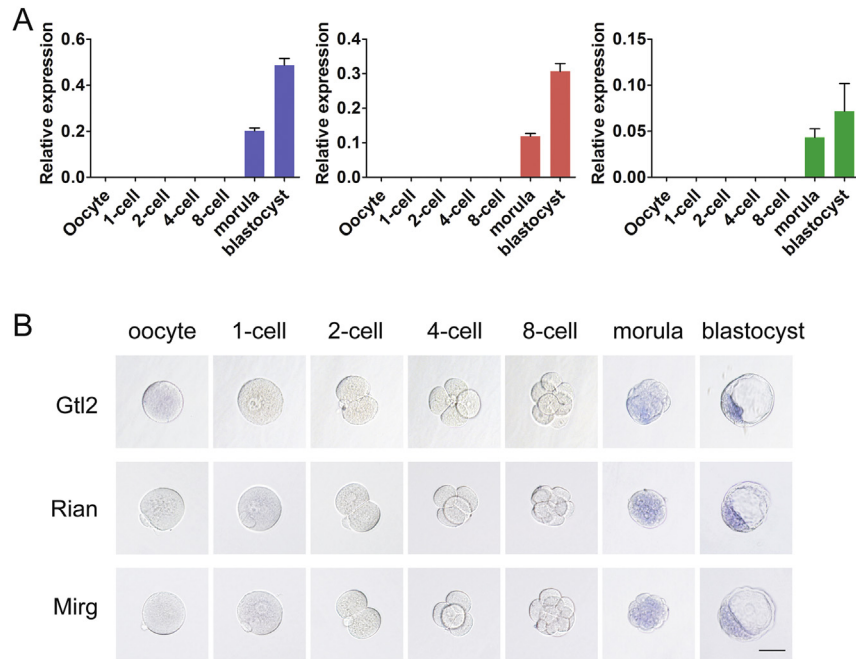 A
Relative expression
0.6
0.4
0.2
0.0
Oocyte
1-cell
2-cell
4-cell
8-cell
morula
blastocyst
Relative expression
0.4
0.3
0.2
0.1
0.0
Oocyte
1-cell
2-cell
4-cell
8-cell
morula
blastocyst
Relative expression
0.15
0.10
0.05
0.00
Oocyte
1-cell
2-cell
4-cell
8-cell
morula
blastocyst
B
oocyte 1-cell 2-cell 4-cell 8-cell morula blastocyst
Gtl2
Rian
Mirg